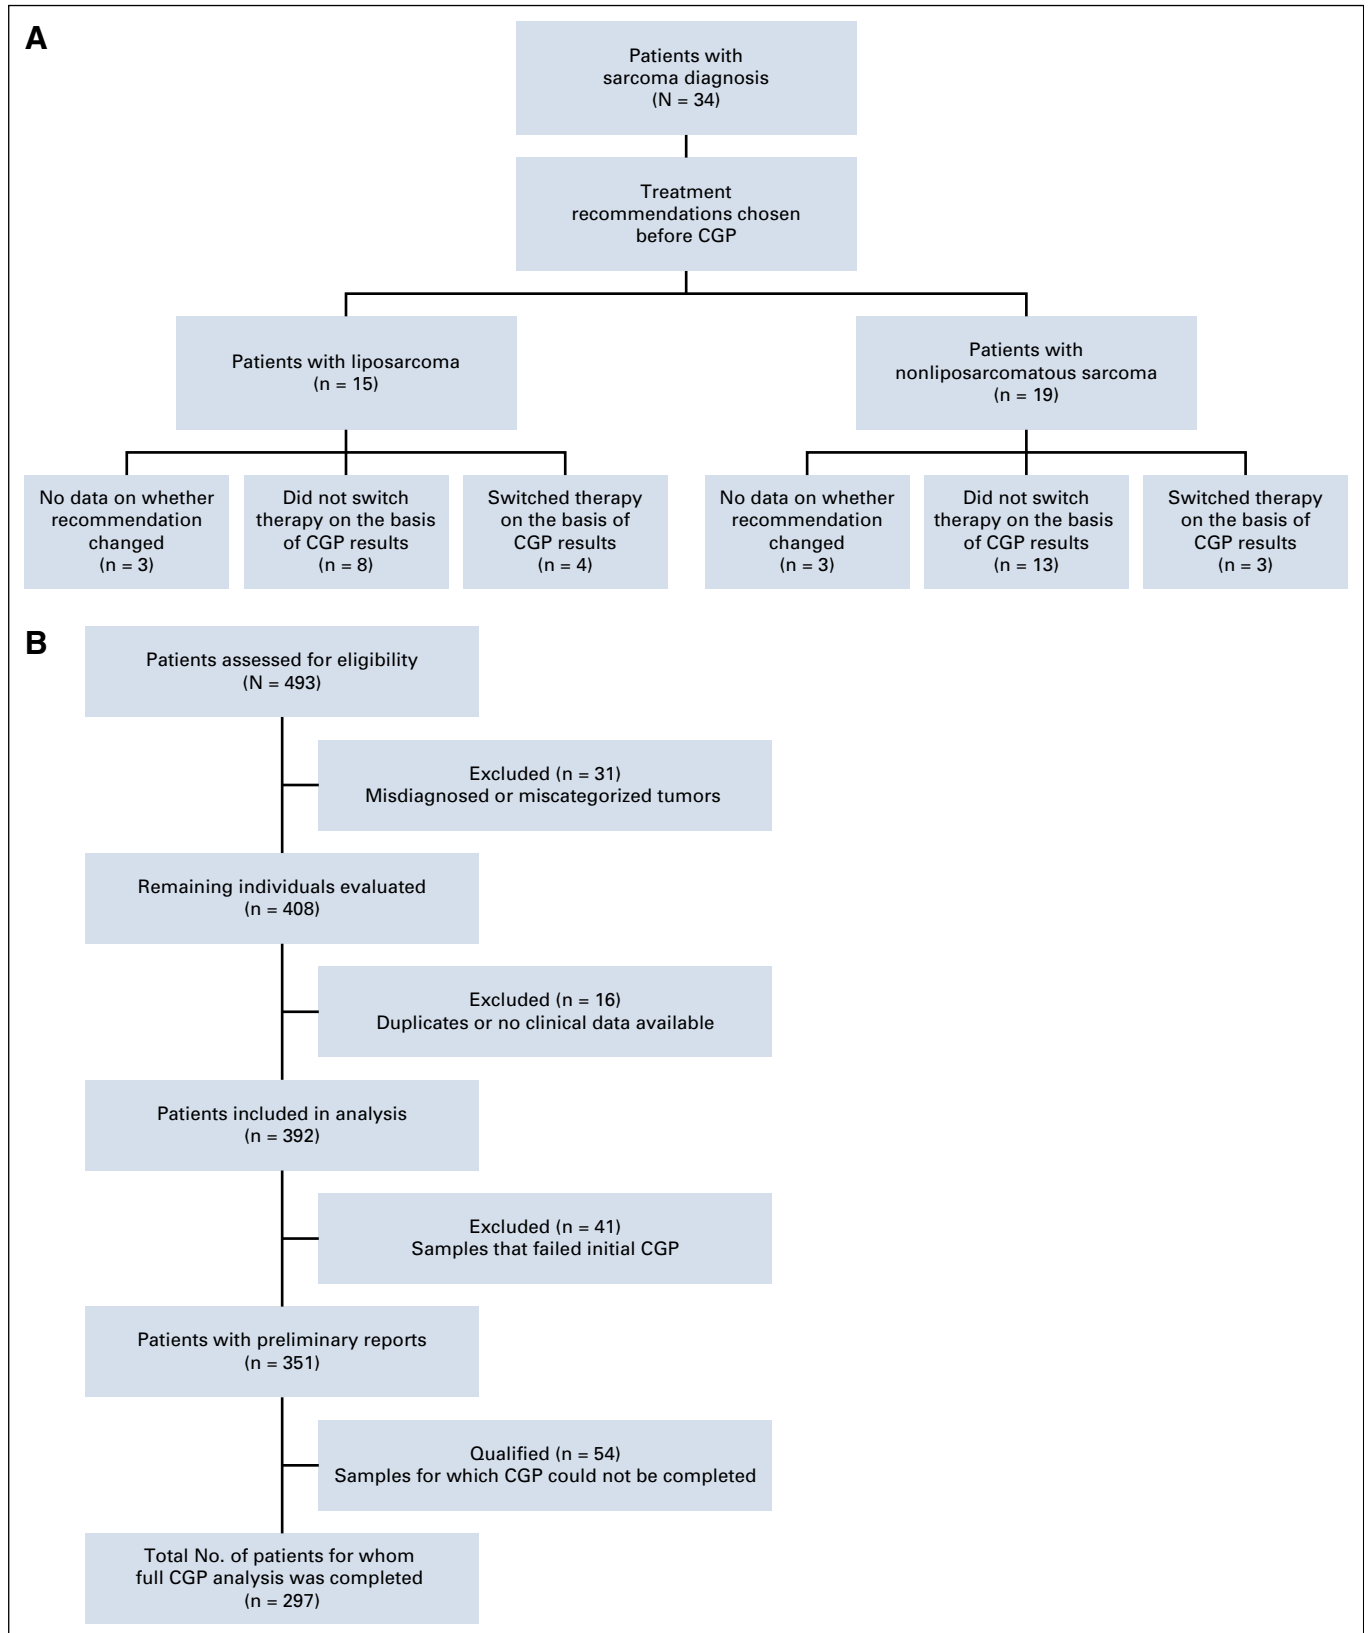 A
Patients with
sarcoma diagnosis
(N = 34)
Treatment
recommendations chosen
before CGP
Patients with liposarcoma
(n = 15)
Patients with
nonliposarcomatous sarcoma
(n = 19)
No data on whether
recommendation
changed
(n = 3)
Did not switch
therapy on the basis
of CGP results
(n = 8)
Switched therapy
on the basis of
CGP results
(n = 4)
No data on whether
recommendation
changed
(n = 3)
Did not switch
therapy on the basis
of CGP results
(n = 13)
Switched therapy
on the basis of
CGP results
(n = 3)
B
Patients assessed for eligibility
(N = 493)
Excluded (n = 31)
Misdiagnosed or miscategorized tumors
Remaining individuals evaluated
(n = 408)
Excluded (n = 16)
Duplicates or no clinical data available
Patients included in analysis
(n = 392)
Excluded (n = 41)
Samples that failed initial CGP
Patients with preliminary reports
(n = 351)
Qualified (n = 54)
Samples for which CGP could not be completed
Total No. of patients for whom
full CGP analysis was completed
(n = 297)